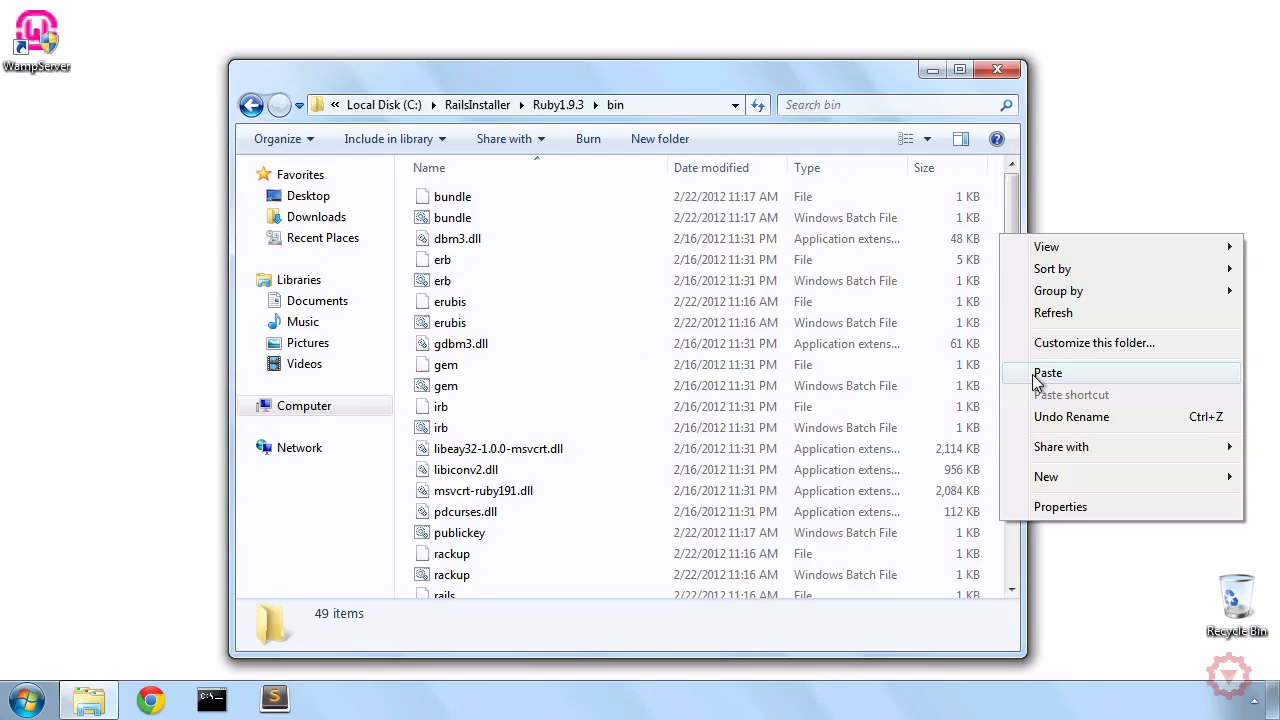 WampServer
Local Disk (C:) RailsInstaller Ruby1.9.3 bin
Search bin
Organize Include in library Share with Burn New folder
Favorites
Desktop
Downloads
Recent Places
Libraries
Documents
Music
Pictures
Videos
Computer
Network
Name Date modified Type Size
bundle 2/22/2012 11:17 AM File 1 KB
bundle 2/22/2012 11:17 AM Windows Batch File 1 KB
dbm3.dll 2/16/2012 11:31 PM Application extens... 48 KB
erb 2/16/2012 11:31 PM File 5 KB
erb 2/16/2012 11:31 PM Windows Batch File 1 KB
erubis 2/22/2012 11:16 AM File 1 KB
erubis 2/22/2012 11:16 AM Windows Batch File 1 KB
gdbm3.dll 2/16/2012 11:31 PM Application extens... 61 KB
gem 2/16/2012 11:31 PM File 1 KB
gem 2/16/2012 11:31 PM Windows Batch File 1 KB
irb 2/16/2012 11:31 PM File 1 KB
irb 2/16/2012 11:31 PM Windows Batch File 1 KB
libeay32-1.0.0-msvcrt.dll 2/16/2012 11:31 PM Application extens... 2,114 KB
libiconv2.dll 2/16/2012 11:31 PM Application extens... 956 KB
msvcrt-ruby191.dll 2/16/2012 11:31 PM Application extens... 2,084 KB
pdcurses.dll 2/16/2012 11:31 PM Application extens... 112 KB
publickey 2/22/2012 11:17 AM Windows Batch File 1 KB
rackup 2/22/2012 11:16 AM File 1 KB
rackup 2/22/2012 11:16 AM Windows Batch File 1 KB
rails 2/22/2012 11:16 AM File 1 KB
49 items
View
Sort by
Group by
Refresh
Customize this folder...
Paste
Paste shortcut
Undo Rename Ctrl+Z
Share with
New
Properties
Recycle Bin
C:\
S